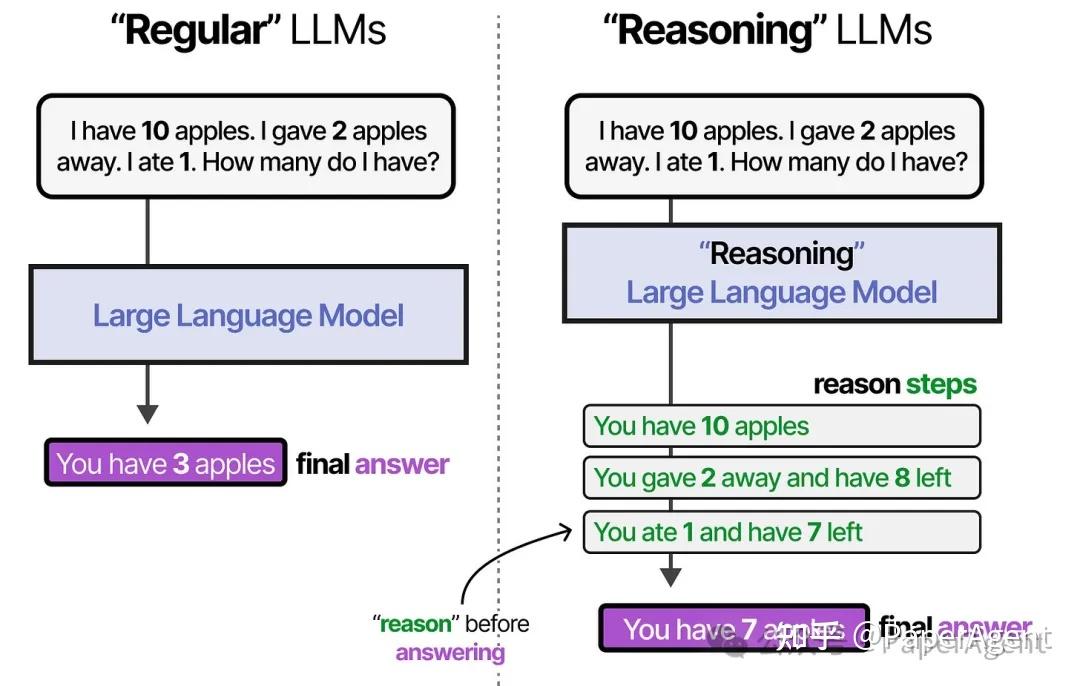 “Regular” LLMs
I have 10 apples. I gave 2 apples
away. I ate 1. How many do I have?
Large Language Model
You have 3 apples
final answer
“Reasoning” LLMs
I have 10 apples. I gave 2 apples
away. I ate 1. How many do I have?
“Reasoning”
Large Language Model
reason steps
You have 10 apples
You gave 2 away and have 8 left
You ate 1 and have 7 left
“reason” before
answering
You have 7 apples
final answer
知乎 @PaperAgent